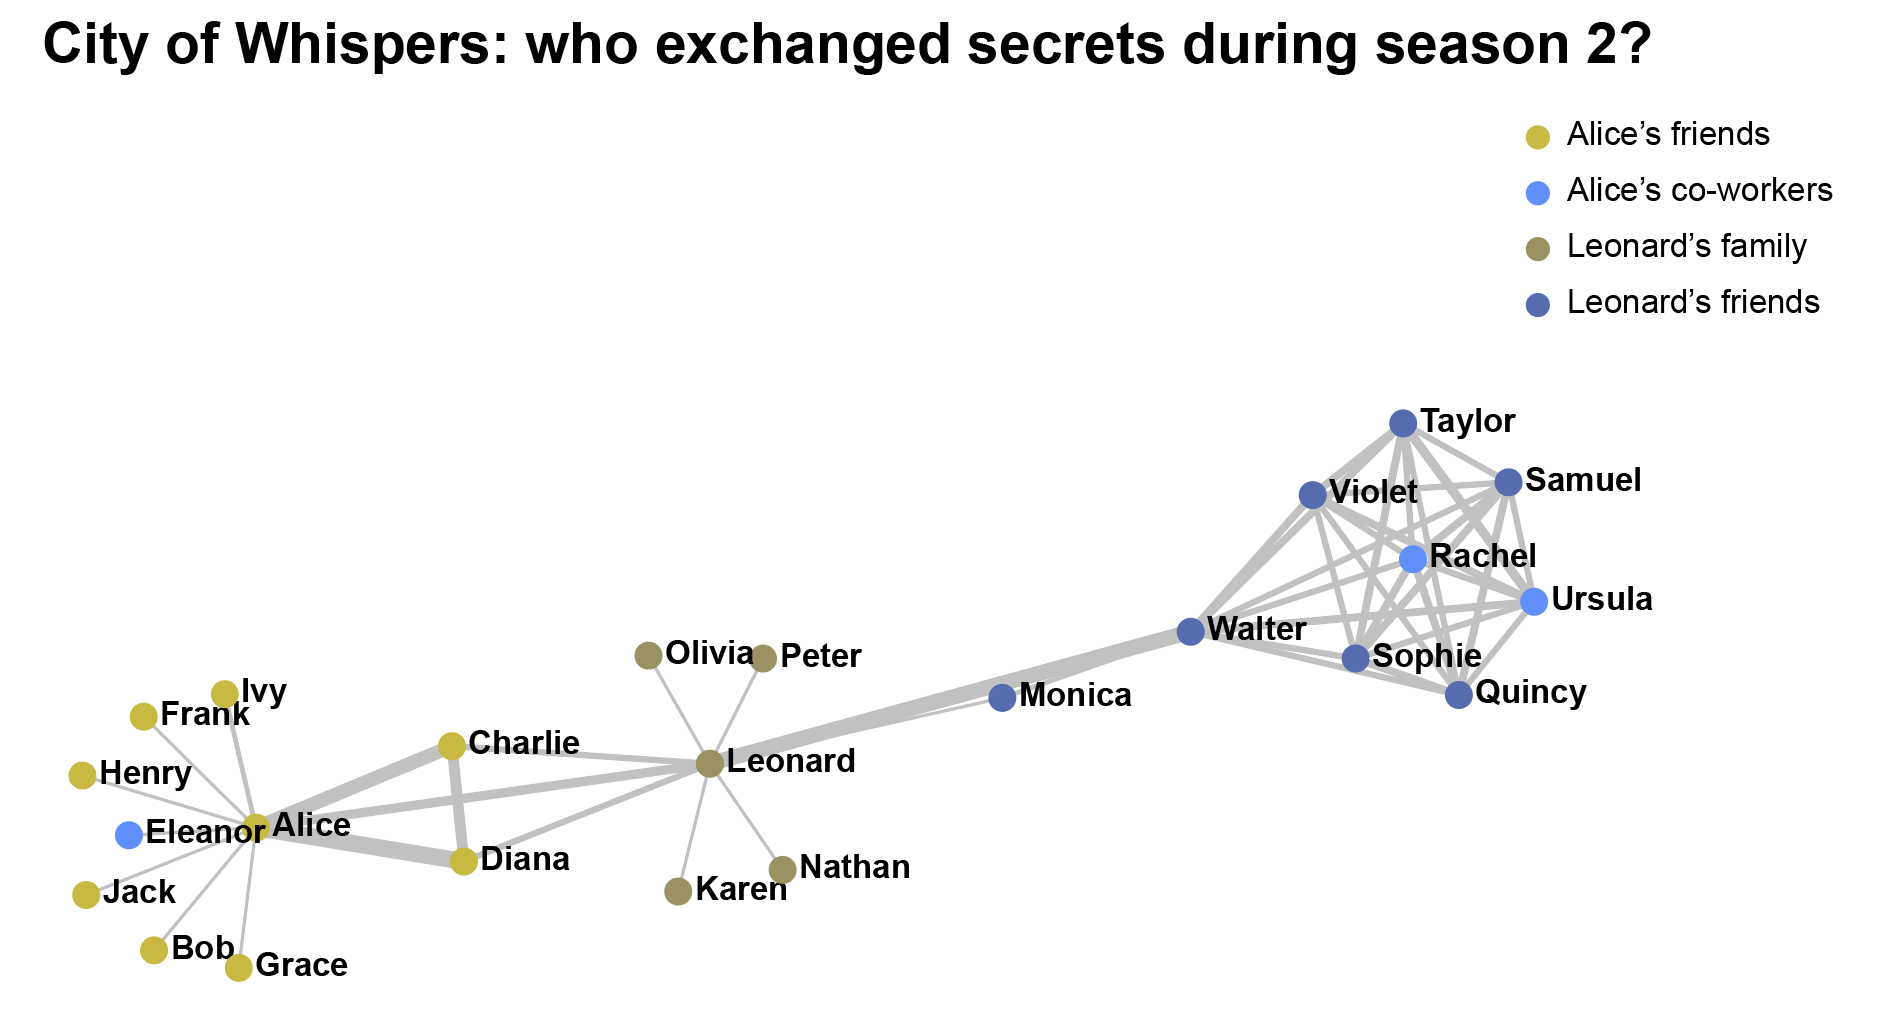 City of Whispers: who exchanged secrets during season 2?
Alice’s friends
Alice’s co-workers
Leonard’s family
Leonard’s friends
Taylor
Samuel
Violet
Rachel
Ursula
Walter
Sophie
Quincy
Olivia
Peter
Monica
Ivy
Frank
Charlie
Leonard
Henry
Eleanor
Alice
Diana
Nathan
Karen
Jack
Bob
Grace